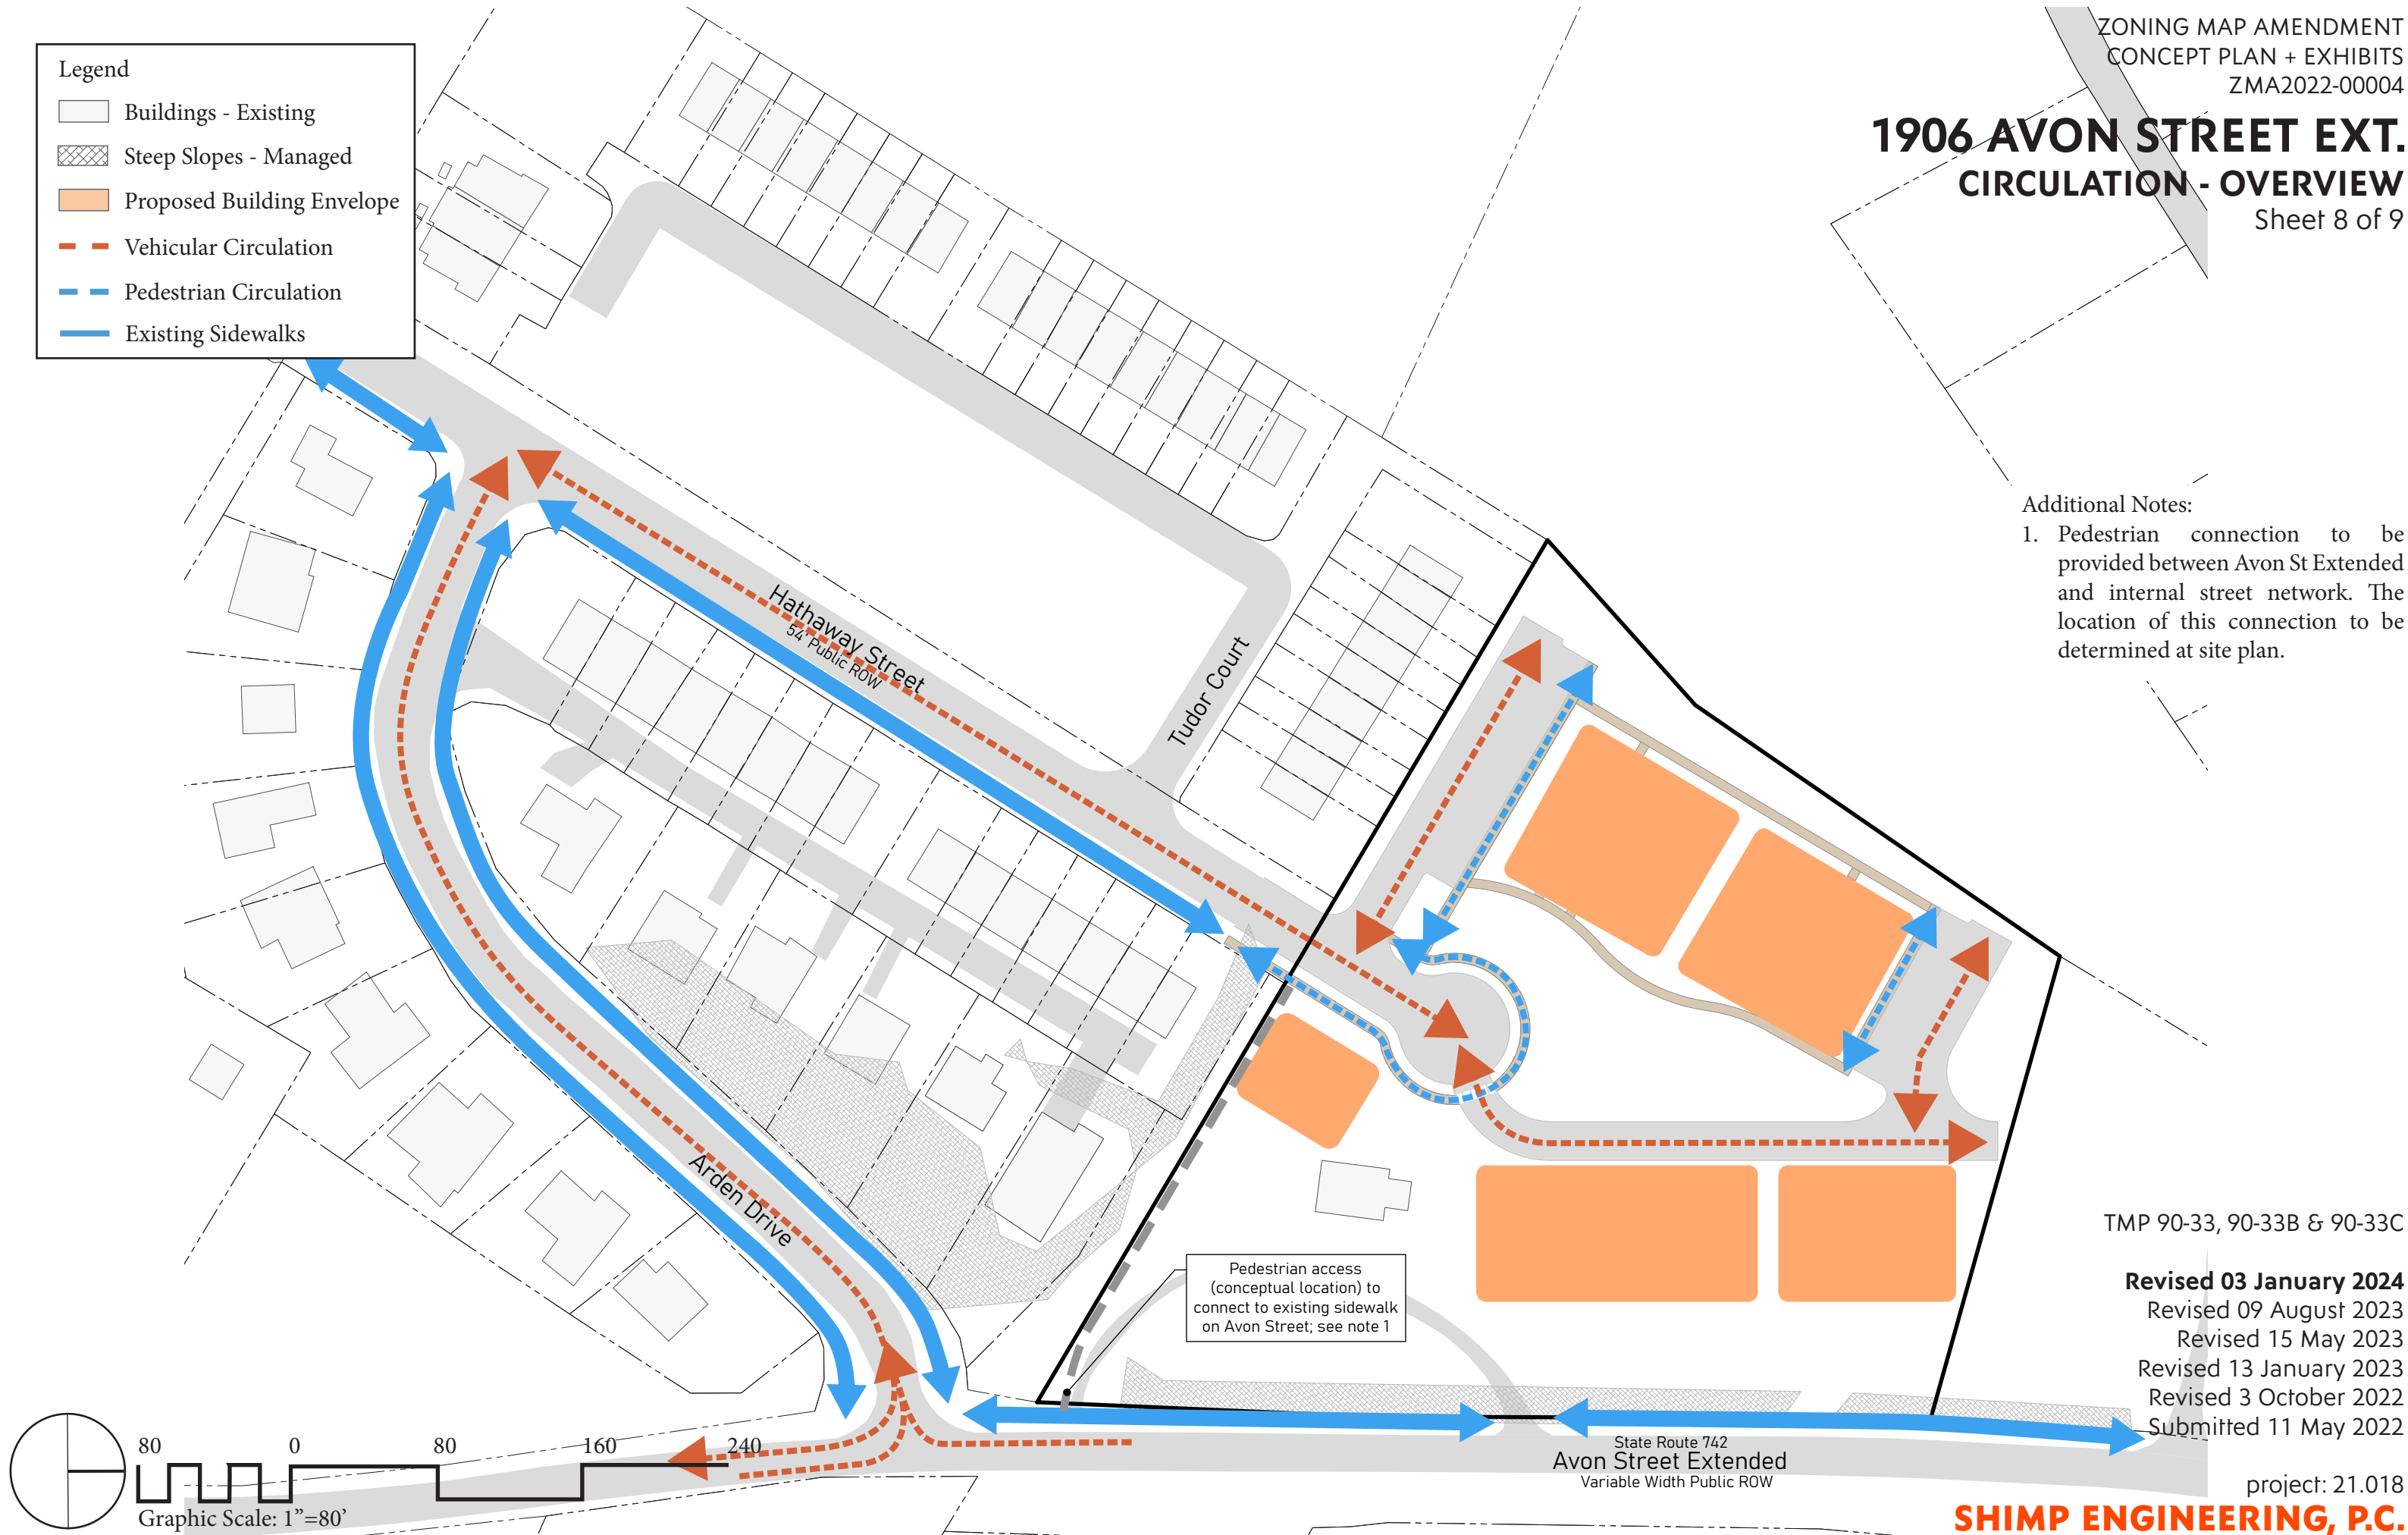 Legend
Buildings - Existing
Steep Slopes - Managed
Proposed Building Envelope
Vehicular Circulation
Pedestrian Circulation
Existing Sidewalks
ZONING MAP AMENDMENT
CONCEPT PLAN + EXHIBITS
ZMA2022-00004
1906 AVON STREET EXT.
CIRCULATION - OVERVIEW
Sheet 8 of 9
Additional Notes:
1. Pedestrian connection to be
provided between Avon St Extended
and internal street network. The
location of this connection to be
determined at site plan.
Hathaway Street
54' Public ROW
Tudor Court
Arden Drive
Pedestrian access
(conceptual location) to
connect to existing sidewalk
on Avon Street; see note 1
State Route 742
Avon Street Extended
Variable Width Public ROW
TMP 90-33, 90-33B & 90-33C
Revised 03 January 2024
Revised 09 August 2023
Revised 15 May 2023
Revised 13 January 2023
Revised 3 October 2022
Submitted 11 May 2022
project: 21.018
SHIMP ENGINEERING, P.C.
80 0 80 160 240
Graphic Scale: 1”=80’